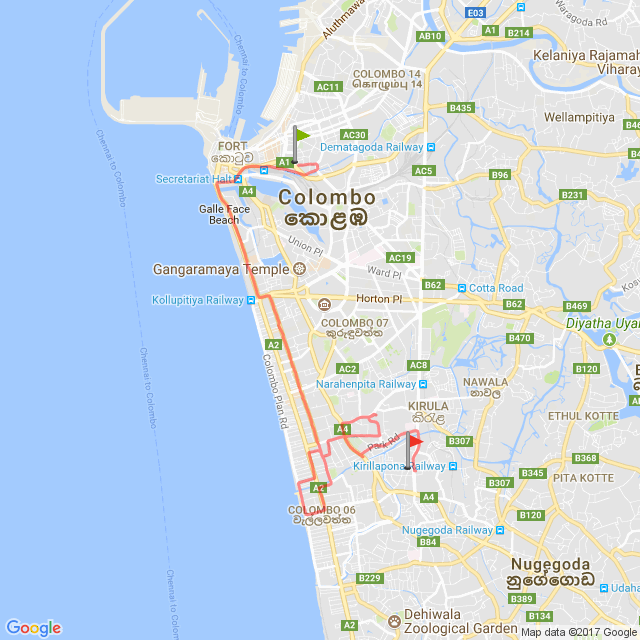 E03
A1
B214
Waragoda Rd
AB10
Kelaniya Rajamah
Vihara
COLOMBO 14
කොළඹ 14
AC11
B435
Wellampitiya
FORT
කොටුව
AC30
Dematagoda Railway
A1
AC5
Secretariat Halt
A4
B96
Colombo
කොළඹ
B231
Galle Face
Beach
Union Pl
AC19
Gangaramaya Temple
Ward Pl
B62
Cotta Road
Kollupitiya Railway
Horton Pl
B62
B469
COLOMBO 07
කුරුඳුවත්ත
Diyatha Uyan
A2
B470
AC2
AC8
Colombo Plan Rd
Narahenpita Railway
NAWALA
නාවල
B120
KIRULA
කිරුළ
ETHUL KOTTE
A4
Park Rd
B307
B368
Kirillapona Railway
B345
PITA KOTTE
A2
A4
B307
COLOMBO 06
වැල්ලවත්ත
B120
Nugegoda Railway
B84
Nugegoda
නුගේගොඩ
B229
B389
Udaha
Dehiwala
Zoological Garden
A2
B134
Chennai to Colombo
Chennai to Colombo
Chennai to Colombo
Google
Map data ©2017 Google